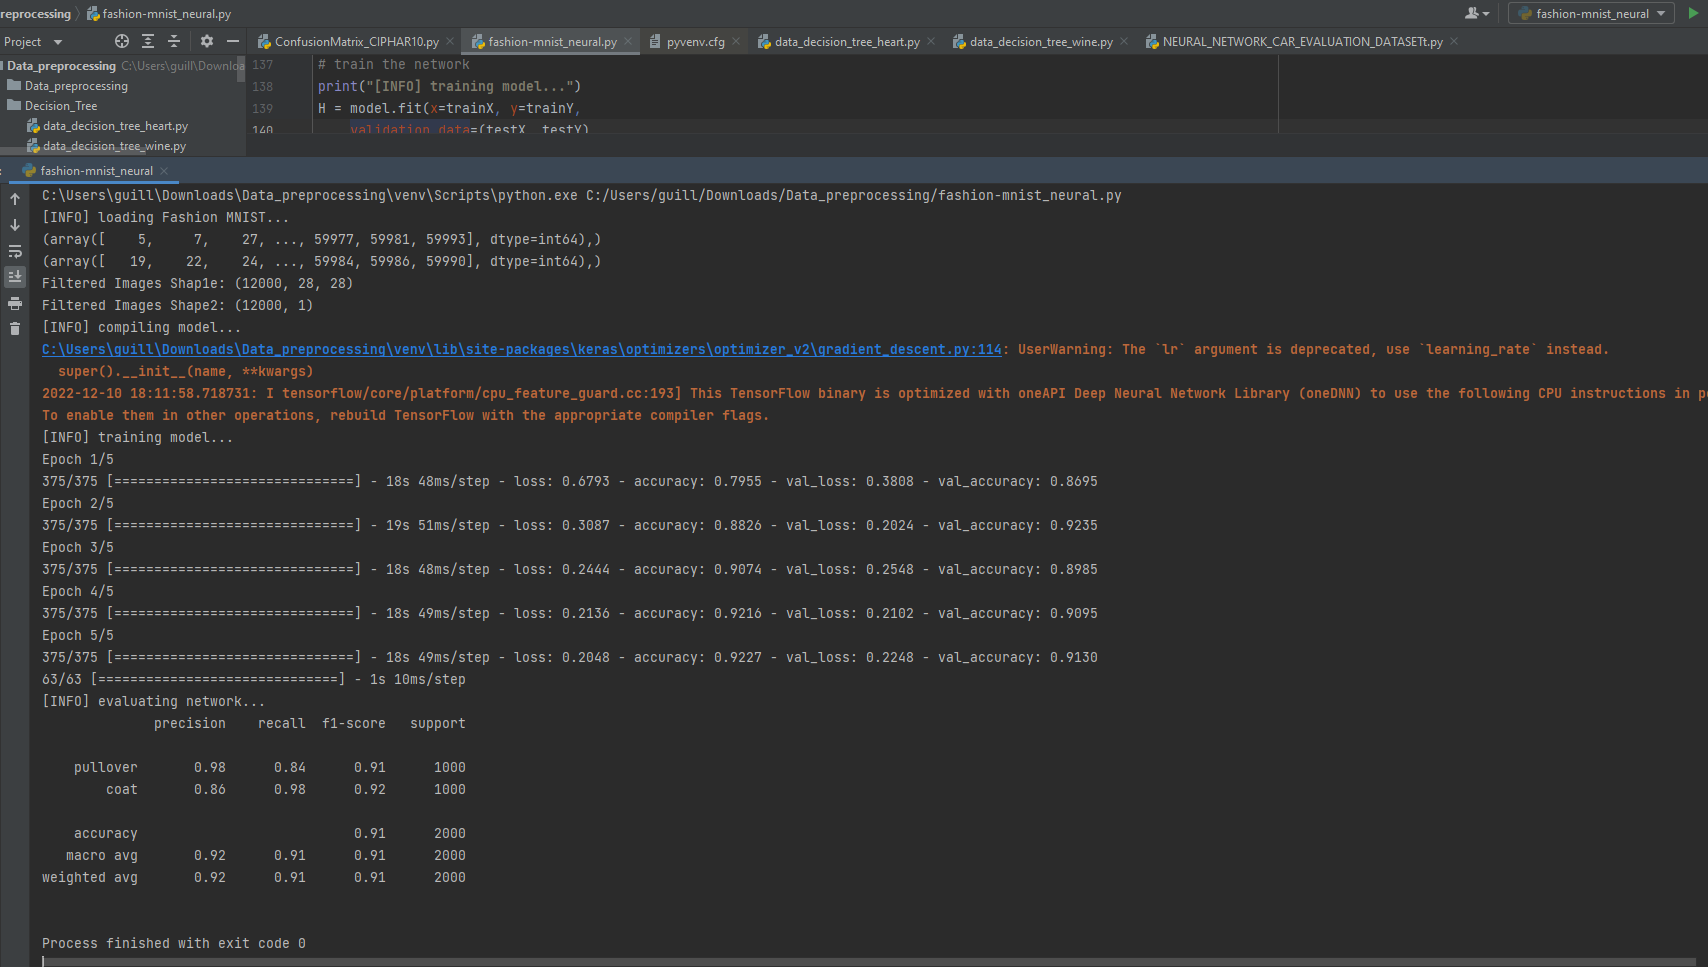 reprocessing fashion-mnist_neural.py fashion-mnist_neural
Project ConfusionMatrix_CIPHAR10.py fashion-mnist_neural.py pyvenv.cfg data_decision_tree_heart.py data_decision_tree_wine.py NEURAL_NETWORK_CAR_EVALUATION_DATASETt.py
Data_preprocessing C:\Users\guill\Downloa
Data_preprocessing
Decision_Tree
data_decision_tree_heart.py
data_decision_tree_wine.py
137 # train the network
138 print("[INFO] training model...")
139 H = model.fit(x=trainX, y=trainY,
140 validation_data=(testX, testY)
fashion-mnist_neural
C:\Users\guill\Downloads\Data_preprocessing\venv\Scripts\python.exe C:/Users/guill/Downloads/Data_preprocessing/fashion-mnist_neural.py
[INFO] loading Fashion MNIST...
(array([    5,     7,    27, ..., 59977, 59981, 59993], dtype=int64),)
(array([   19,    22,    24, ..., 59984, 59986, 59990], dtype=int64),)
Filtered Images Shap1e: (12000, 28, 28)
Filtered Images Shape2: (12000, 1)
[INFO] compiling model...
C:\Users\guill\Downloads\Data_preprocessing\venv\lib\site-packages\keras\optimizers\optimizer_v2\gradient_descent.py:114: UserWarning: The `lr` argument is deprecated, use `learning_rate` instead.
super().__init__(name, **kwargs)
2022-12-10 18:11:58.718731: I tensorflow/core/platform/cpu_feature_guard.cc:193] This TensorFlow binary is optimized with oneAPI Deep Neural Network Library (oneDNN) to use the following CPU instructions in p
To enable them in other operations, rebuild TensorFlow with the appropriate compiler flags.
[INFO] training model...
Epoch 1/5
375/375 [==============================] - 18s 48ms/step - loss: 0.6793 - accuracy: 0.7955 - val_loss: 0.3808 - val_accuracy: 0.8695
Epoch 2/5
375/375 [==============================] - 19s 51ms/step - loss: 0.3087 - accuracy: 0.8826 - val_loss: 0.2024 - val_accuracy: 0.9235
Epoch 3/5
375/375 [==============================] - 18s 48ms/step - loss: 0.2444 - accuracy: 0.9074 - val_loss: 0.2548 - val_accuracy: 0.8985
Epoch 4/5
375/375 [==============================] - 18s 49ms/step - loss: 0.2136 - accuracy: 0.9216 - val_loss: 0.2102 - val_accuracy: 0.9095
Epoch 5/5
375/375 [==============================] - 18s 49ms/step - loss: 0.2048 - accuracy: 0.9227 - val_loss: 0.2248 - val_accuracy: 0.9130
63/63 [==============================] - 1s 10ms/step
[INFO] evaluating network...
precision recall f1-score support
pullover 0.98 0.84 0.91 1000
coat 0.86 0.98 0.92 1000
accuracy 0.91 2000
macro avg 0.92 0.91 0.91 2000
weighted avg 0.92 0.91 0.91 2000
Process finished with exit code 0